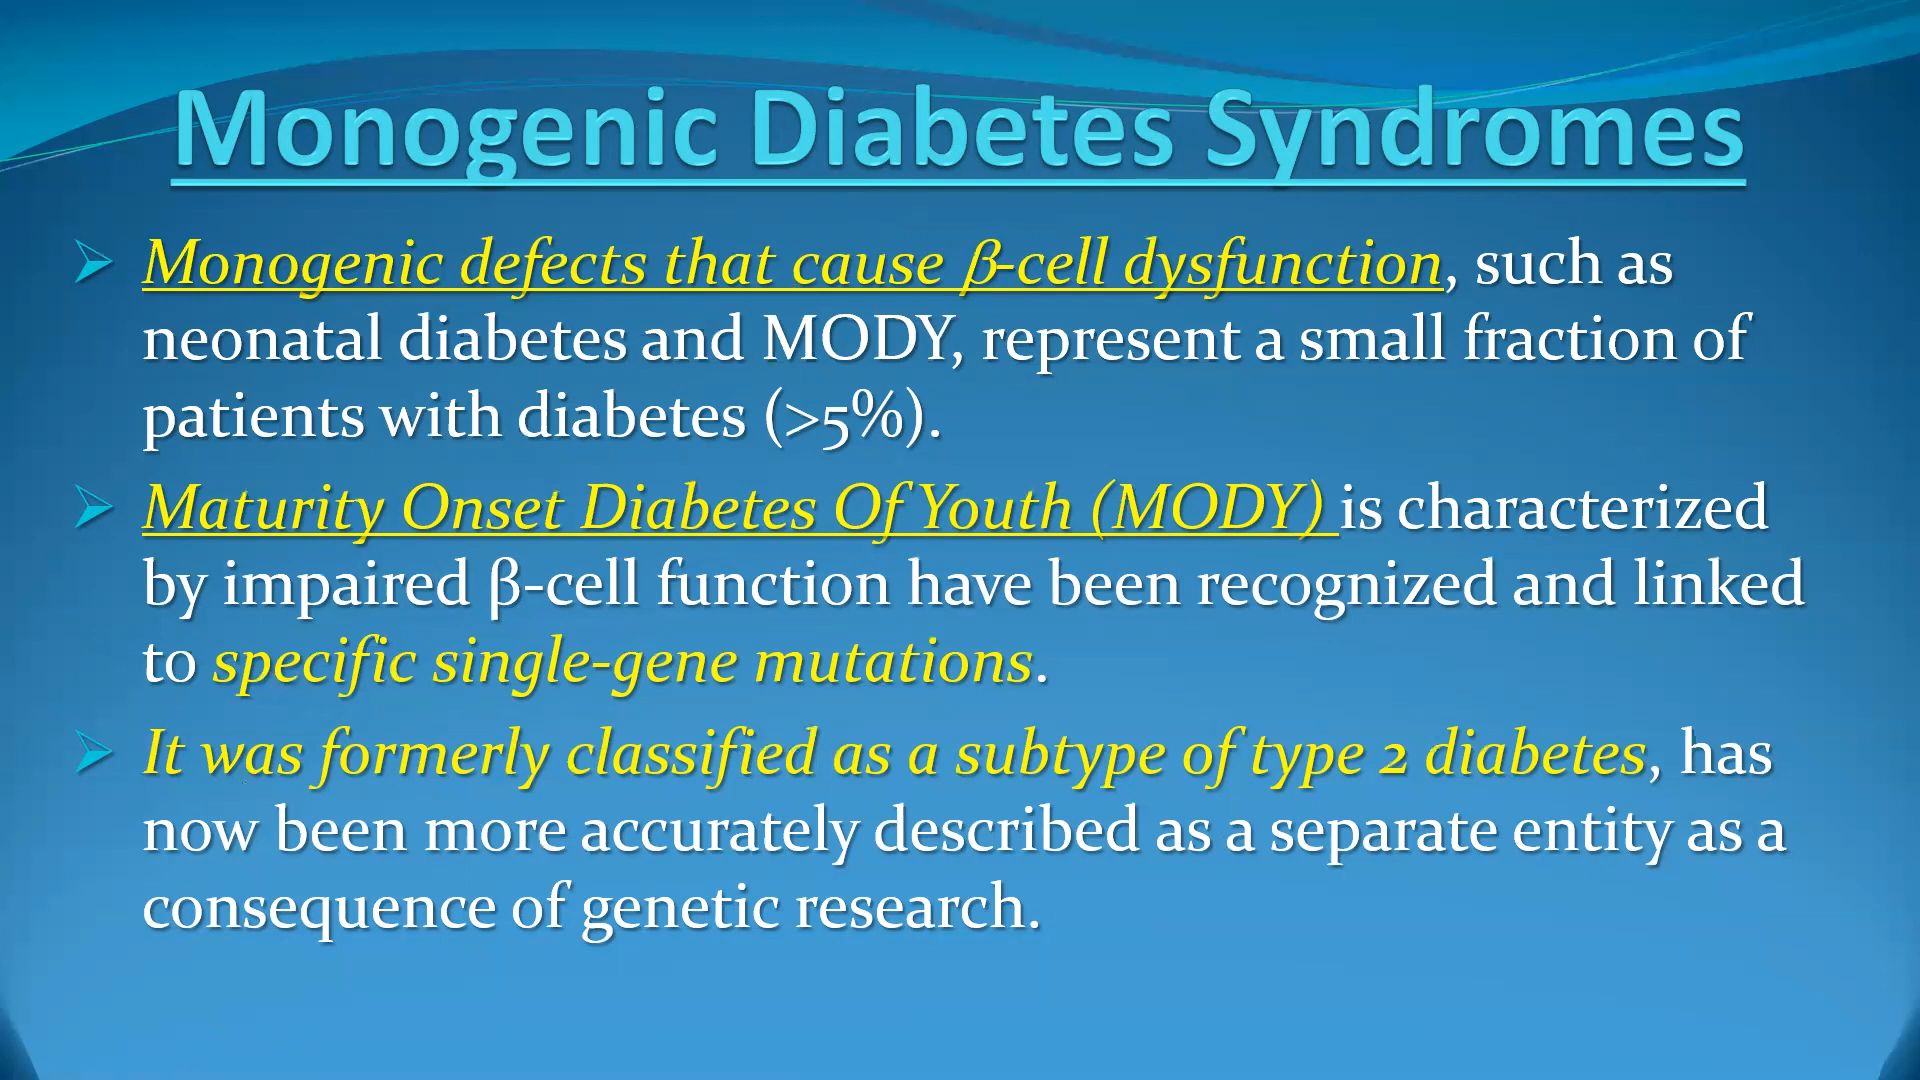 Monogenic Diabetes Syndromes
Monogenic defects that cause β-cell dysfunction, such as
neonatal diabetes and MODY, represent a small fraction of
patients with diabetes (>5%).
Maturity Onset Diabetes Of Youth (MODY) is characterized
by impaired β-cell function have been recognized and linked
to specific single-gene mutations.
It was formerly classified as a subtype of type 2 diabetes, has
now been more accurately described as a separate entity as a
consequence of genetic research.